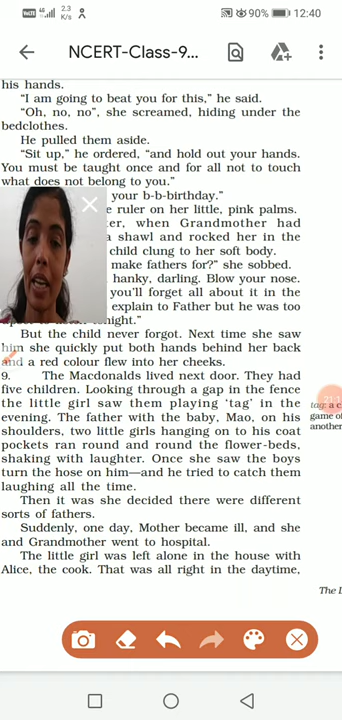 VoLTE 4G 2.3 K/s 90% 12:40
NCERT-Class-9...
his hands.
"I am going to beat you for this," he said.
"Oh, no, no", she screamed, hiding under the
bedclothes.
He pulled them aside.
"Sit up," he ordered, "and hold out your hands.
You must be taught once and for all not to touch
what does not belong to you."
your b-b-birthday."
e ruler on her little, pink palms.
ter, when Grandmother had
a shawl and rocked her in the
child clung to her soft body.
make fathers for?" she sobbed.
hanky, darling. Blow your nose.
you'll forget all about it in the
explain to Father but he was too
night."
But the child never forgot. Next time she saw
him she quickly put both hands behind her back
and a red colour flew into her cheeks.
9. The Macdonalds lived next door. They had
five children. Looking through a gap in the fence
the little girl saw them playing 'tag' in the
evening. The father with the baby, Mao, on his
shoulders, two little girls hanging on to his coat
pockets ran round and round the flower-beds,
shaking with laughter. Once she saw the boys
turn the hose on him—and he tried to catch them
laughing all the time.
tag: a c
game of
another
Then it was she decided there were different
sorts of fathers.
Suddenly, one day, Mother became ill, and she
and Grandmother went to hospital.
The little girl was left alone in the house with
Alice, the cook. That was all right in the daytime,
The L